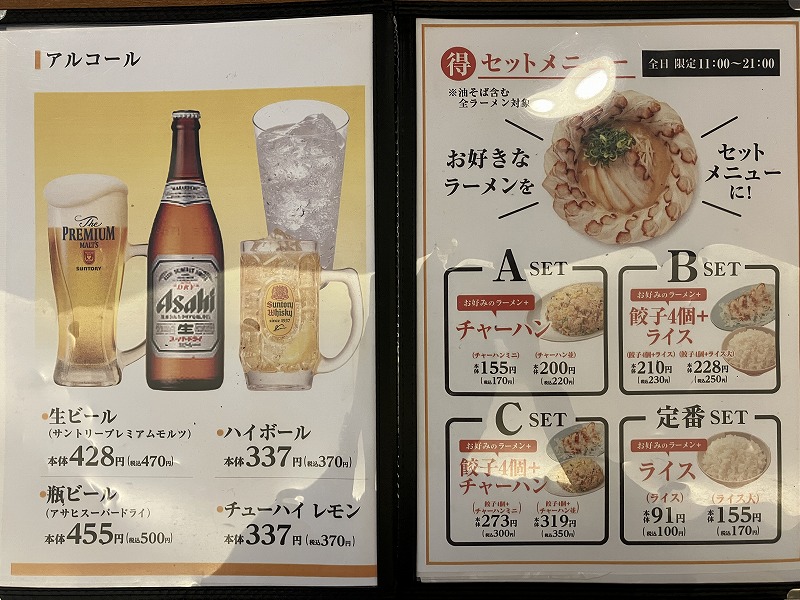 アルコール
The
PREMIUM
MALT'S
SUNTORY
Asahi
生
スーパードライ
Suntory
Whisky
since 1937
・生ビール
(サントリープレミアムモルツ)
本体428円(税込470円)
・ハイボール
本体337円(税込370円)
・瓶ビール
(アサヒスーパードライ)
本体455円(税込500円)
・チューハイ レモン
本体337円(税込370円)
得 セットメニュー
全日 限定11:00〜21:00
※油そば含む
全ラーメン対象
お好きな
ラーメンを
セット
メニュー
に!
A SET
お好みのラーメン+
チャーハン
(チャーハンミニ)
本体155円
(税込170円)
(チャーハン並)
本体200円
(税込220円)
B SET
お好みのラーメン+
餃子4個+
ライス
(餃子4個+ライス)
本体210円
(税込230円)
(餃子4個+ライス大)
本体228円
(税込250円)
C SET
お好みのラーメン+
餃子4個+
チャーハン
(餃子4個+
チャーハンミニ)
本体273円
(税込300円)
(餃子4個+
チャーハン並)
本体319円
(税込350円)
定番 SET
お好みのラーメン+
ライス
(ライス)
本体91円
(税込100円)
(ライス大)
本体155円
(税込170円)